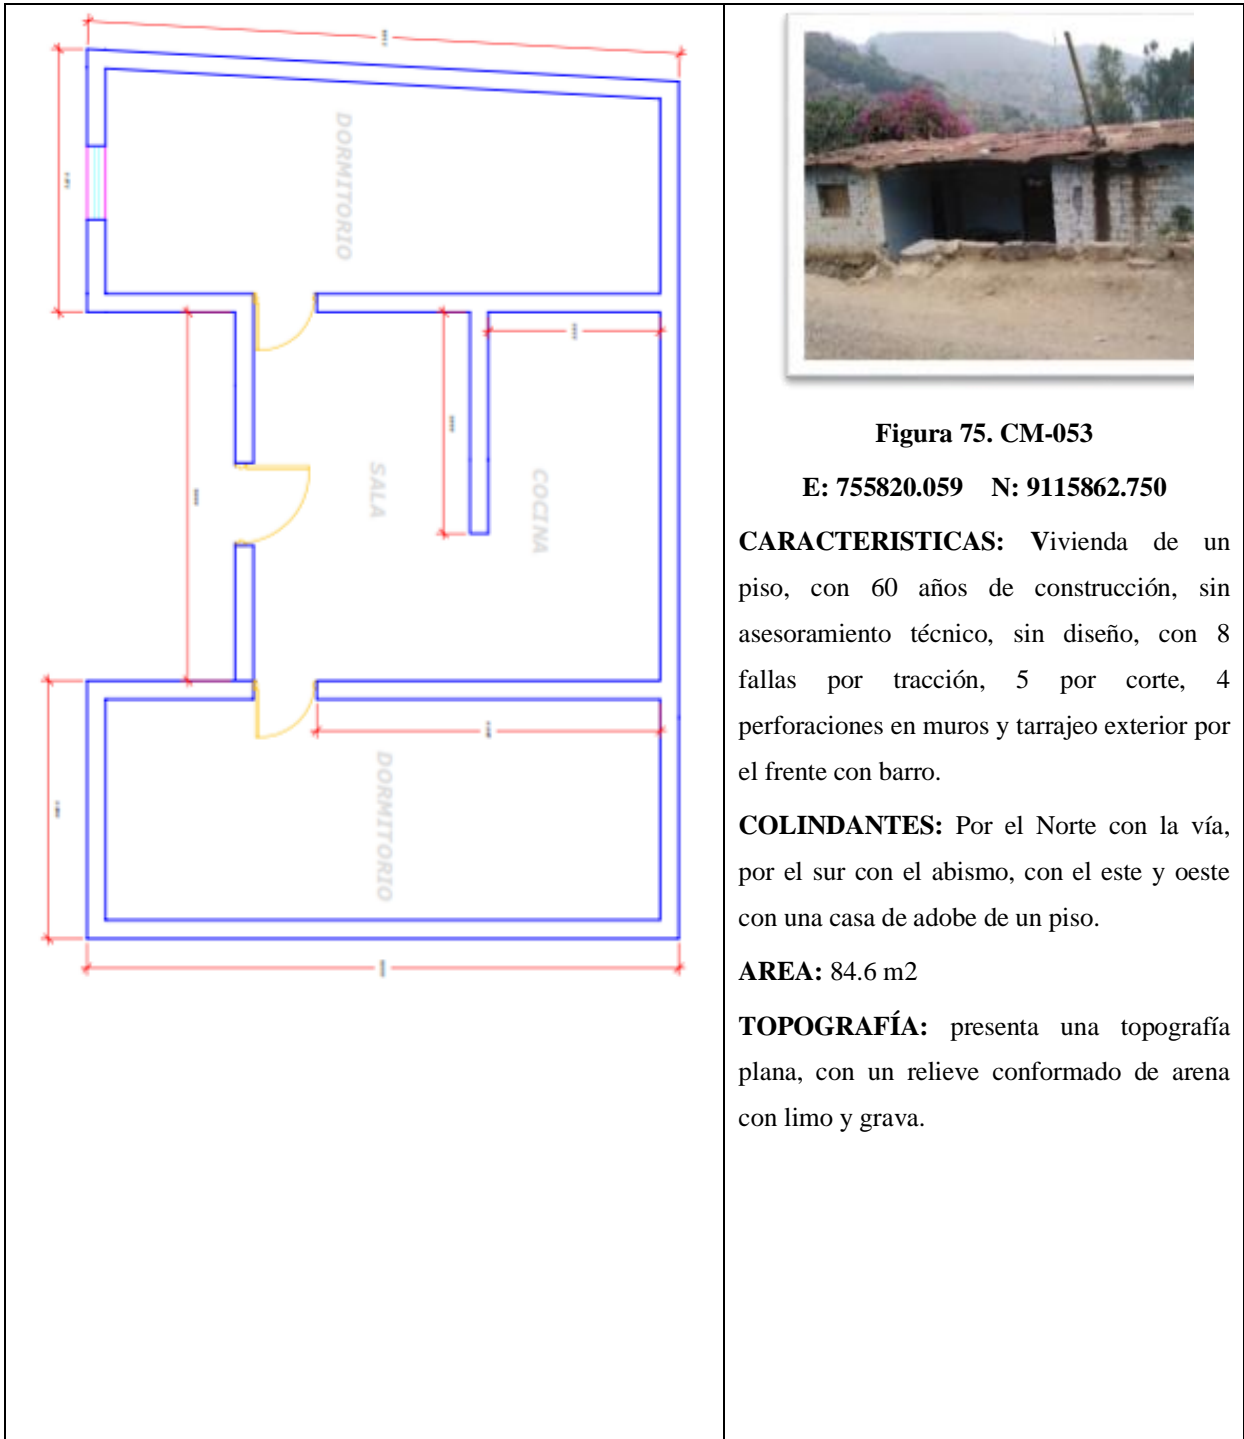 DORMITORIO
SALA
COCINA
DORMITORIO
Figura 75. CM-053
E: 755820.059 N: 9115862.750
CARACTERISTICAS: Vivienda de un
piso, con 60 años de construcción, sin
asesoramiento técnico, sin diseño, con 8
fallas por tracción, 5 por corte, 4
perforaciones en muros y tarrajeo exterior por
el frente con barro.
COLINDANTES: Por el Norte con la vía,
por el sur con el abismo, con el este y oeste
con una casa de adobe de un piso.
AREA: 84.6 m2
TOPOGRAFÍA: presenta una topografía
plana, con un relieve conformado de arena
con limo y grava.